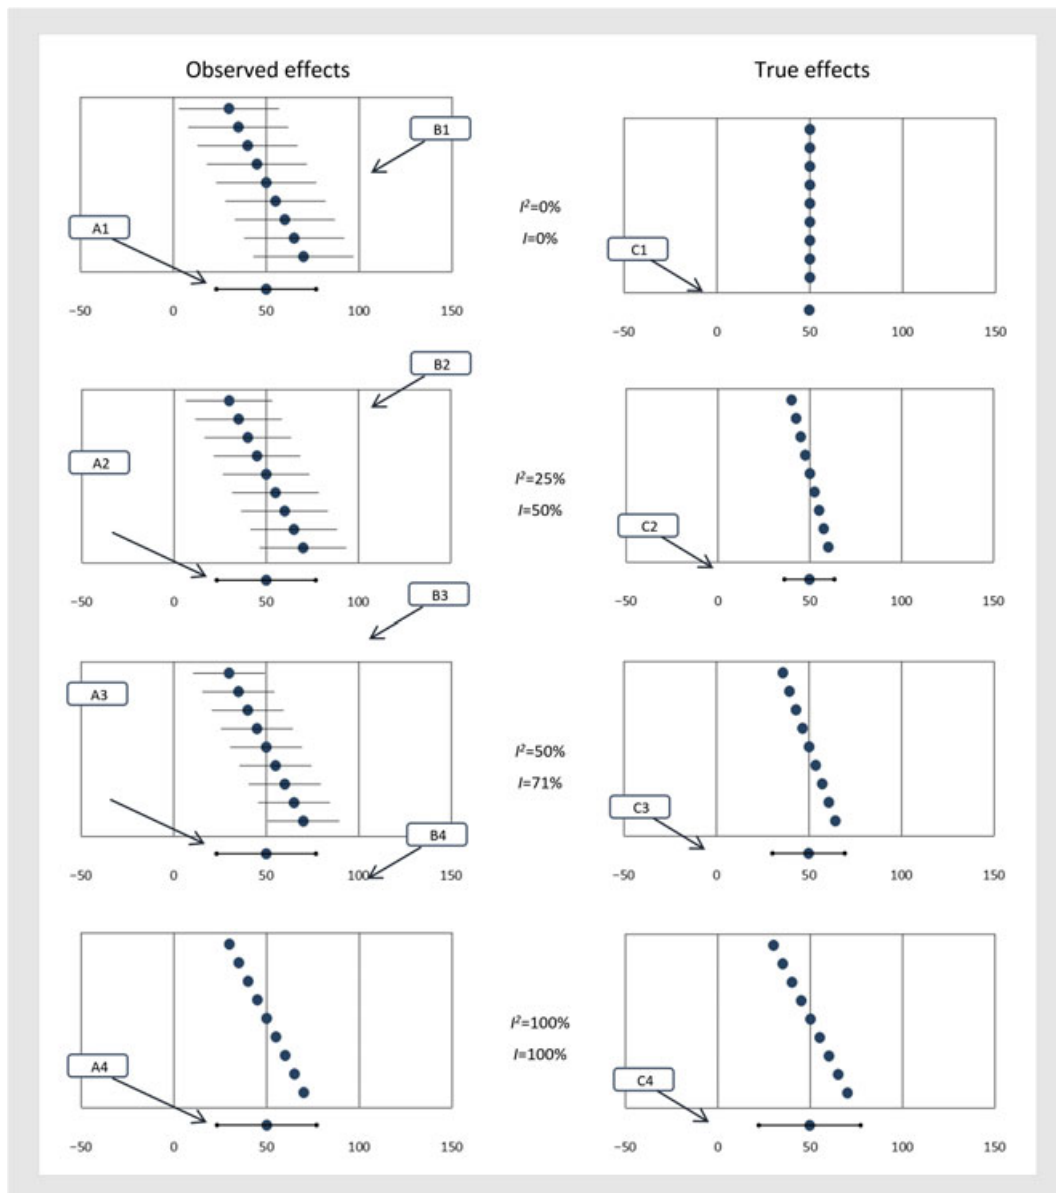 Observed effects
True effects
B1
A1
I²=0%
I=0%
C1
−50 0 50 100 150
−50 0 50 100 150
B2
A2
I²=25%
I=50%
C2
−50 0 50 100
−50 0 50 100 150
B3
A3
I²=50%
I=71%
C3
B4
−50 0 50 100 150
−50 0 50 100 150
I²=100%
I=100%
A4
C4
−50 0 50 100 150
−50 0 50 100 150